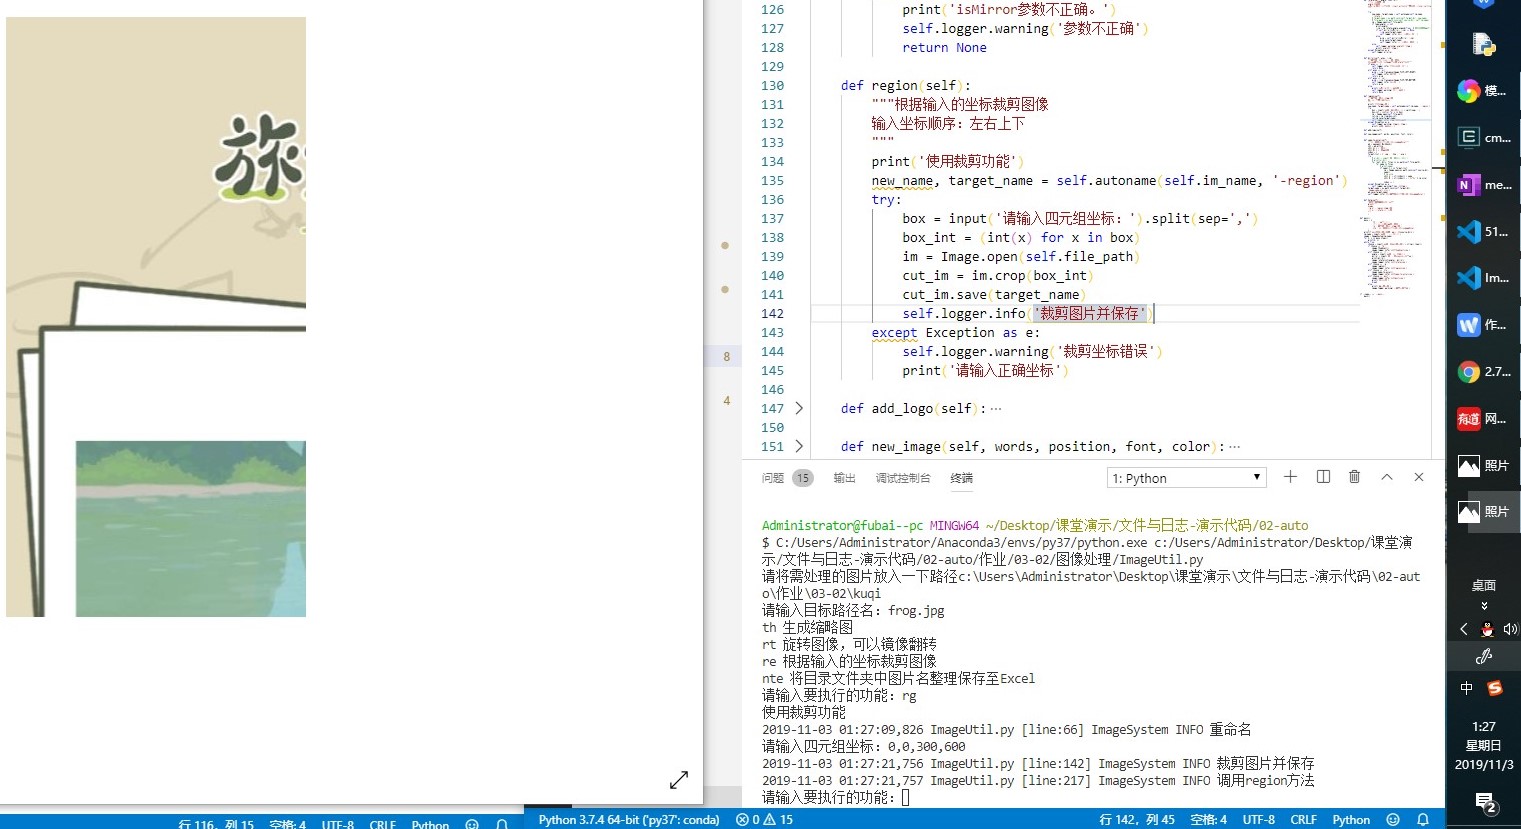 旅
行 116，列 15
空格: 4
UTF-8
CRLF
Python
8
4
126 print('isMirror参数不正确。')
127 self.logger.warning('参数不正确')
128 return None
129
130 def region(self):
131 """根据输入的坐标裁剪图像
132 输入坐标顺序：左右上下
133 """
134 print('使用裁剪功能')
135 new_name, target_name = self.autoname(self.im_name, '-region')
136 try:
137 box = input('请输入四元组坐标：').split(sep=',')
138 box_int = (int(x) for x in box)
139 im = Image.open(self.file_path)
140 cut_im = im.crop(box_int)
141 cut_im.save(target_name)
142 self.logger.info('裁剪图片并保存')
143 except Exception as e:
144 self.logger.warning('裁剪坐标错误')
145 print('请输入正确坐标')
146
147 def add_logo(self):···
150
151 def new_image(self, words, position, font, color):···
问题 15 输出 调试控制台 终端 1: Python
Administrator@fubai--pc MINGW64 ~/Desktop/课堂演示/文件与日志-演示代码/02-auto
$ C:/Users/Administrator/Anaconda3/envs/py37/python.exe c:/Users/Administrator/Desktop/课堂演
示/文件与日志-演示代码/02-auto/作业/03-02/图像处理/ImageUtil.py
请将需处理的图片放入一下路径c:\Users\Administrator\Desktop\课堂演示\文件与日志-演示代码\02-aut
o\作业\03-02\kuqi
请输入目标路径名：frog.jpg
th 生成缩略图
rt 旋转图像，可以镜像翻转
re 根据输入的坐标裁剪图像
nte 将目录文件夹中图片名整理保存至Excel
请输入要执行的功能：rg
使用裁剪功能
2019-11-03 01:27:09,826 ImageUtil.py [line:66] ImageSystem INFO 重命名
请输入四元组坐标：0,0,300,600
2019-11-03 01:27:21,756 ImageUtil.py [line:142] ImageSystem INFO 裁剪图片并保存
2019-11-03 01:27:21,757 ImageUtil.py [line:217] ImageSystem INFO 调用region方法
请输入要执行的功能：
Python 3.7.4 64-bit ('py37': conda) 0 15 行 142，列 45 空格: 4 UTF-8 CRLF Python
模...
cm...
me...
51...
Im...
作...
2.7...
有道 网...
照片
照片
桌面
中
1:27
星期日
2019/11/3
2